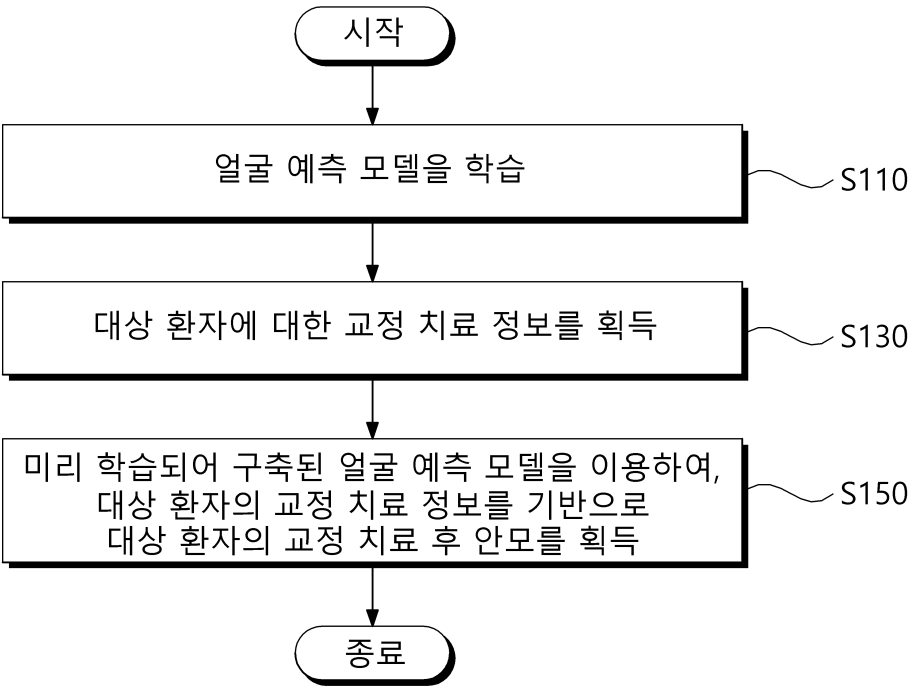 시작
얼굴 예측 모델을 학습
S110
대상 환자에 대한 교정 치료 정보를 획득
S130
미리 학습되어 구축된 얼굴 예측 모델을 이용하여,
대상 환자의 교정 치료 정보를 기반으로
대상 환자의 교정 치료 후 안모를 획득
S150
종료